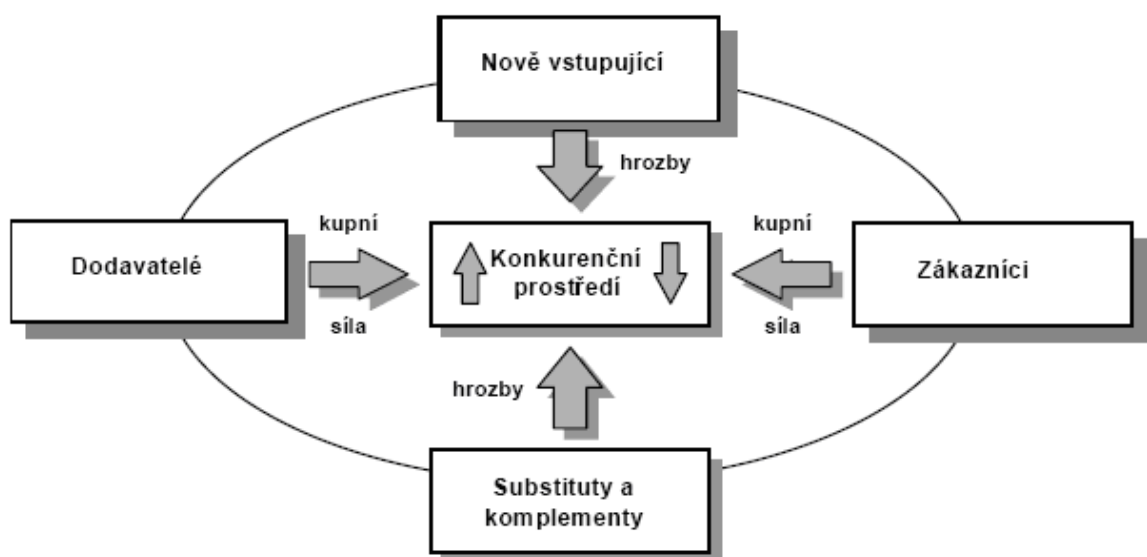 Nově vstupující
hrozby
kupní
kupní
Dodavatelé
Konkurenční
prostředí
Zákazníci
síla
síla
hrozby
Substituty a
komplementy